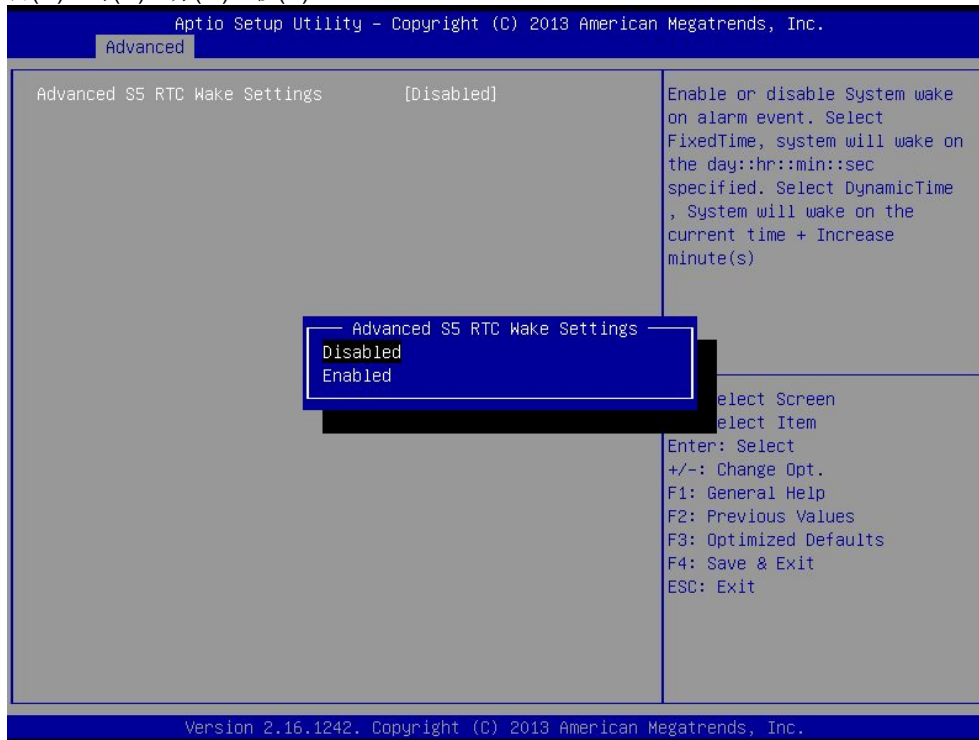 Aptio Setup Utility – Copyright (C) 2013 American Megatrends, Inc.
Advanced
Advanced S5 RTC Wake Settings [Disabled]
Enable or disable System wake
on alarm event. Select
FixedTime, system will wake on
the day::hr::min::sec
specified. Select DynamicTime
, System will wake on the
current time + Increase
minute(s)
Advanced S5 RTC Wake Settings
Disabled
Enabled
elect Screen
elect Item
Enter: Select
+/-: Change Opt.
F1: General Help
F2: Previous Values
F3: Optimized Defaults
F4: Save & Exit
ESC: Exit
Version 2.16.1242. Copyright (C) 2013 American Megatrends, Inc.